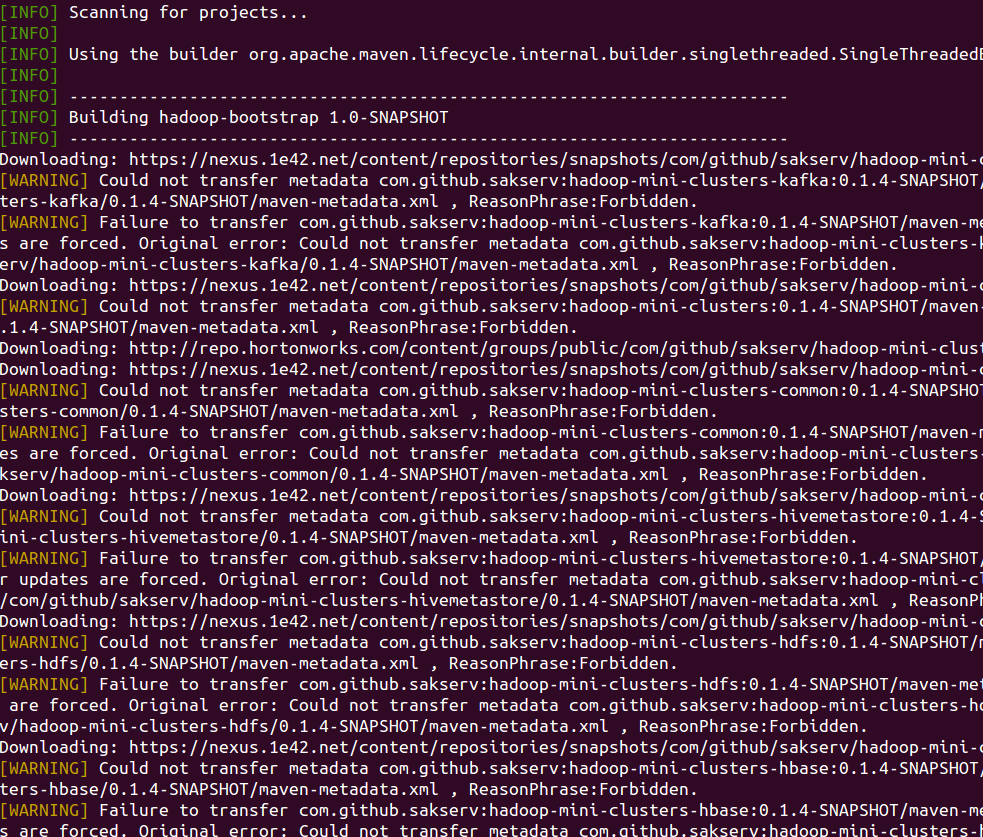 [INFO] Scanning for projects...
[INFO]
[INFO] Using the builder org.apache.maven.lifecycle.internal.builder.singlethreaded.SingleThreadedB
[INFO]
[INFO] ------------------------------------------------------------------------
[INFO] Building hadoop-bootstrap 1.0-SNAPSHOT
[INFO] ------------------------------------------------------------------------
Downloading: https://nexus.1e42.net/content/repositories/snapshots/com/github/sakserv/hadoop-mini-c
[WARNING] Could not transfer metadata com.github.sakserv:hadoop-mini-clusters-kafka:0.1.4-SNAPSHOT/
ters-kafka/0.1.4-SNAPSHOT/maven-metadata.xml , ReasonPhrase:Forbidden.
[WARNING] Failure to transfer com.github.sakserv:hadoop-mini-clusters-kafka:0.1.4-SNAPSHOT/maven-me
s are forced. Original error: Could not transfer metadata com.github.sakserv:hadoop-mini-clusters-k
erv/hadoop-mini-clusters-kafka/0.1.4-SNAPSHOT/maven-metadata.xml , ReasonPhrase:Forbidden.
Downloading: https://nexus.1e42.net/content/repositories/snapshots/com/github/sakserv/hadoop-mini-c
[WARNING] Could not transfer metadata com.github.sakserv:hadoop-mini-clusters:0.1.4-SNAPSHOT/maven-
.1.4-SNAPSHOT/maven-metadata.xml , ReasonPhrase:Forbidden.
Downloading: http://repo.hortonworks.com/content/groups/public/com/github/sakserv/hadoop-mini-clust
Downloading: https://nexus.1e42.net/content/repositories/snapshots/com/github/sakserv/hadoop-mini-c
[WARNING] Could not transfer metadata com.github.sakserv:hadoop-mini-clusters-common:0.1.4-SNAPSHOT
sters-common/0.1.4-SNAPSHOT/maven-metadata.xml , ReasonPhrase:Forbidden.
[WARNING] Failure to transfer com.github.sakserv:hadoop-mini-clusters-common:0.1.4-SNAPSHOT/maven-m
es are forced. Original error: Could not transfer metadata com.github.sakserv:hadoop-mini-clusters-
kserv/hadoop-mini-clusters-common/0.1.4-SNAPSHOT/maven-metadata.xml , ReasonPhrase:Forbidden.
Downloading: https://nexus.1e42.net/content/repositories/snapshots/com/github/sakserv/hadoop-mini-c
[WARNING] Could not transfer metadata com.github.sakserv:hadoop-mini-clusters-hivemetastore:0.1.4-S
ini-clusters-hivemetastore/0.1.4-SNAPSHOT/maven-metadata.xml , ReasonPhrase:Forbidden.
[WARNING] Failure to transfer com.github.sakserv:hadoop-mini-clusters-hivemetastore:0.1.4-SNAPSHOT/
r updates are forced. Original error: Could not transfer metadata com.github.sakserv:hadoop-mini-cl
/com/github/sakserv/hadoop-mini-clusters-hivemetastore/0.1.4-SNAPSHOT/maven-metadata.xml , ReasonPh
Downloading: https://nexus.1e42.net/content/repositories/snapshots/com/github/sakserv/hadoop-mini-c
[WARNING] Could not transfer metadata com.github.sakserv:hadoop-mini-clusters-hdfs:0.1.4-SNAPSHOT/m
ers-hdfs/0.1.4-SNAPSHOT/maven-metadata.xml , ReasonPhrase:Forbidden.
[WARNING] Failure to transfer com.github.sakserv:hadoop-mini-clusters-hdfs:0.1.4-SNAPSHOT/maven-met
 are forced. Original error: Could not transfer metadata com.github.sakserv:hadoop-mini-clusters-hd
v/hadoop-mini-clusters-hdfs/0.1.4-SNAPSHOT/maven-metadata.xml , ReasonPhrase:Forbidden.
Downloading: https://nexus.1e42.net/content/repositories/snapshots/com/github/sakserv/hadoop-mini-c
[WARNING] Could not transfer metadata com.github.sakserv:hadoop-mini-clusters-hbase:0.1.4-SNAPSHOT/
ters-hbase/0.1.4-SNAPSHOT/maven-metadata.xml , ReasonPhrase:Forbidden.
[WARNING] Failure to transfer com.github.sakserv:hadoop-mini-clusters-hbase:0.1.4-SNAPSHOT/maven-me
s are forced. Original error: Could not transfer metadata com.github.sakserv:hadoop-mini-clusters-h